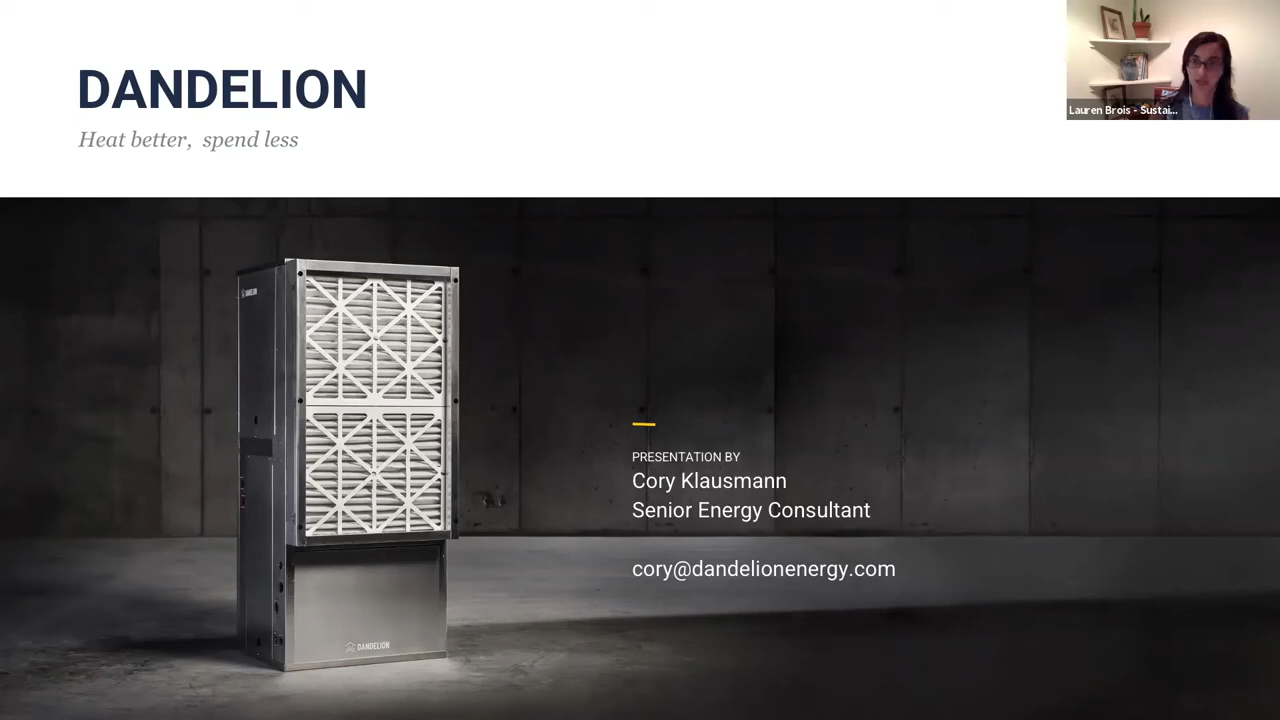 DANDELION
Heat better, spend less
Lauren Brois - Sustai...
DANDELION
PRESENTATION BY
Cory Klausmann
Senior Energy Consultant
cory@dandelionenergy.com
DANDELION